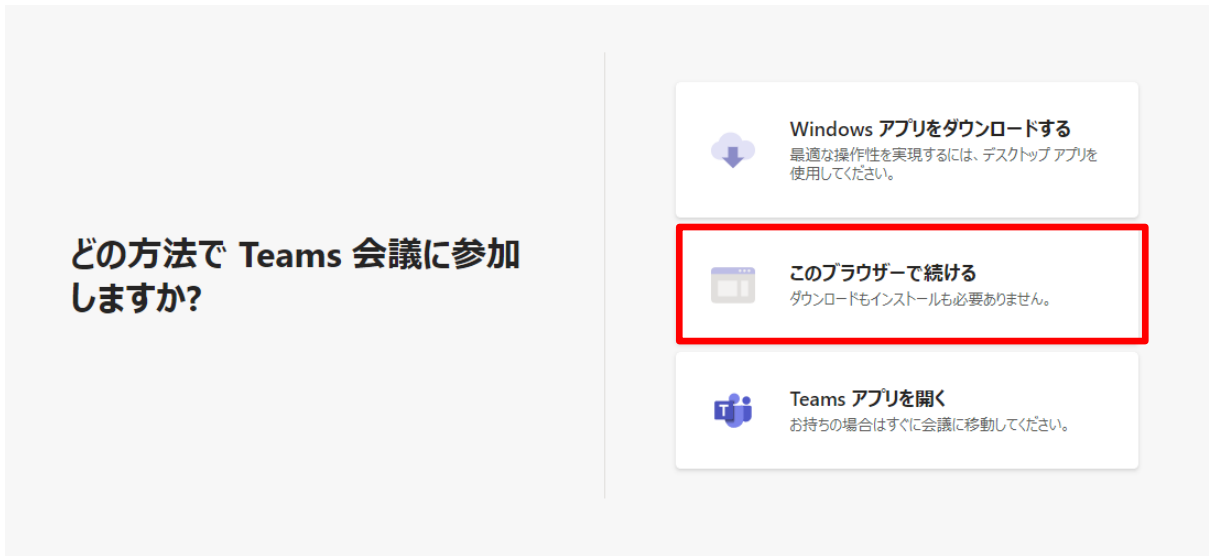 どの方法で Teams 会議に参加
しますか?
Windows アプリをダウンロードする
最適な操作性を実現するには、デスクトップ アプリを
使用してください。
このブラウザーで続ける
ダウンロードもインストールも必要ありません。
Teams アプリを開く
お持ちの場合はすぐに会議に移動してください。